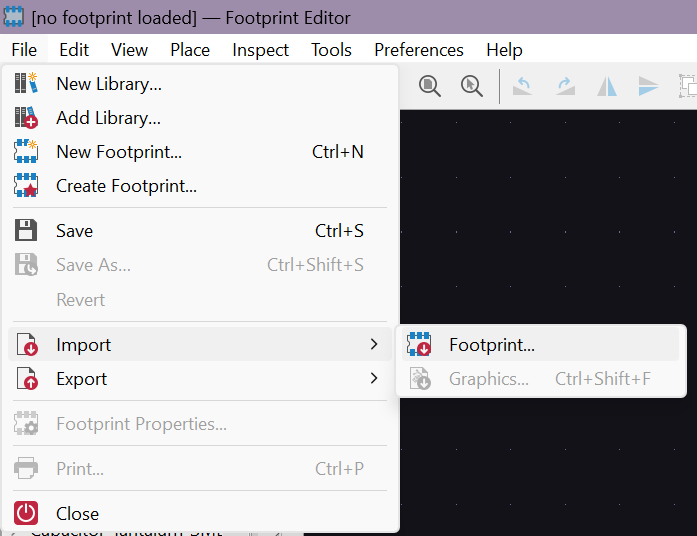 [no footprint loaded] — Footprint Editor
File Edit View Place Inspect Tools Preferences Help
New Library...
Add Library...
New Footprint... Ctrl+N
Create Footprint...
Save Ctrl+S
Save As... Ctrl+Shift+S
Revert
Import
Footprint...
Export
Graphics... Ctrl+Shift+F
Footprint Properties...
Print... Ctrl+P
Close